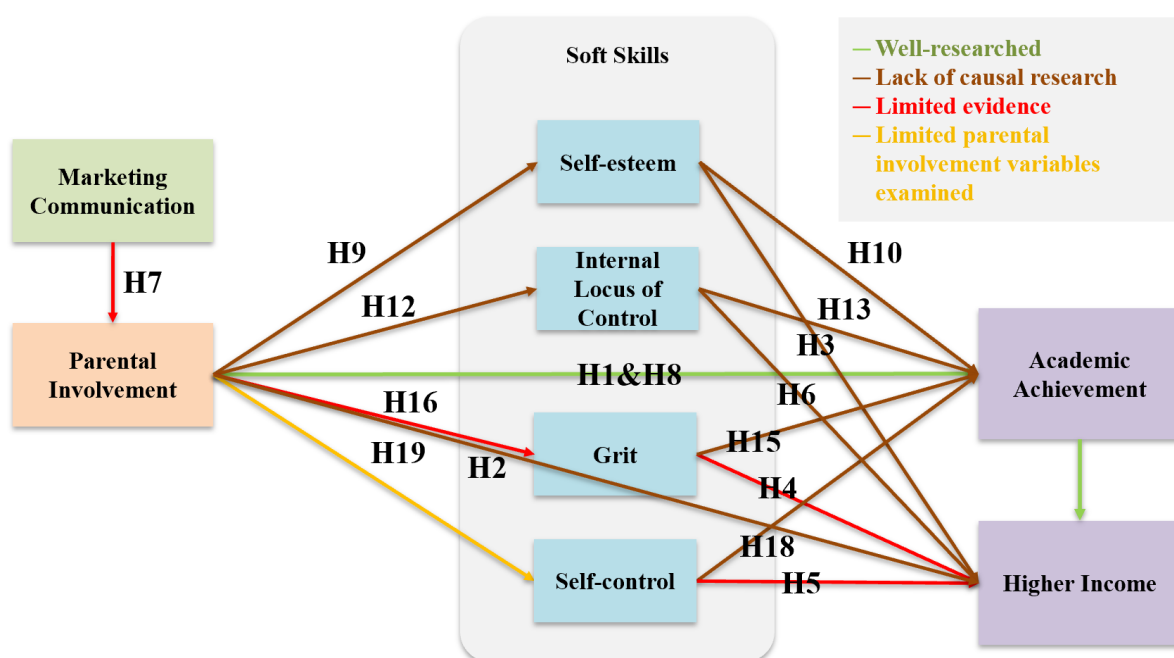 Soft Skills
— Well-researched
— Lack of causal research
— Limited evidence
— Limited parental
involvement variables
examined
Marketing
Communication
H7
Parental
Involvement
H9
H12
H1&H8
H16
H19
H2
Self-esteem
Internal
Locus of
Control
Grit
Self-control
H10
H13
H3
H6
H15
H4
H18
H5
Academic
Achievement
Higher Income